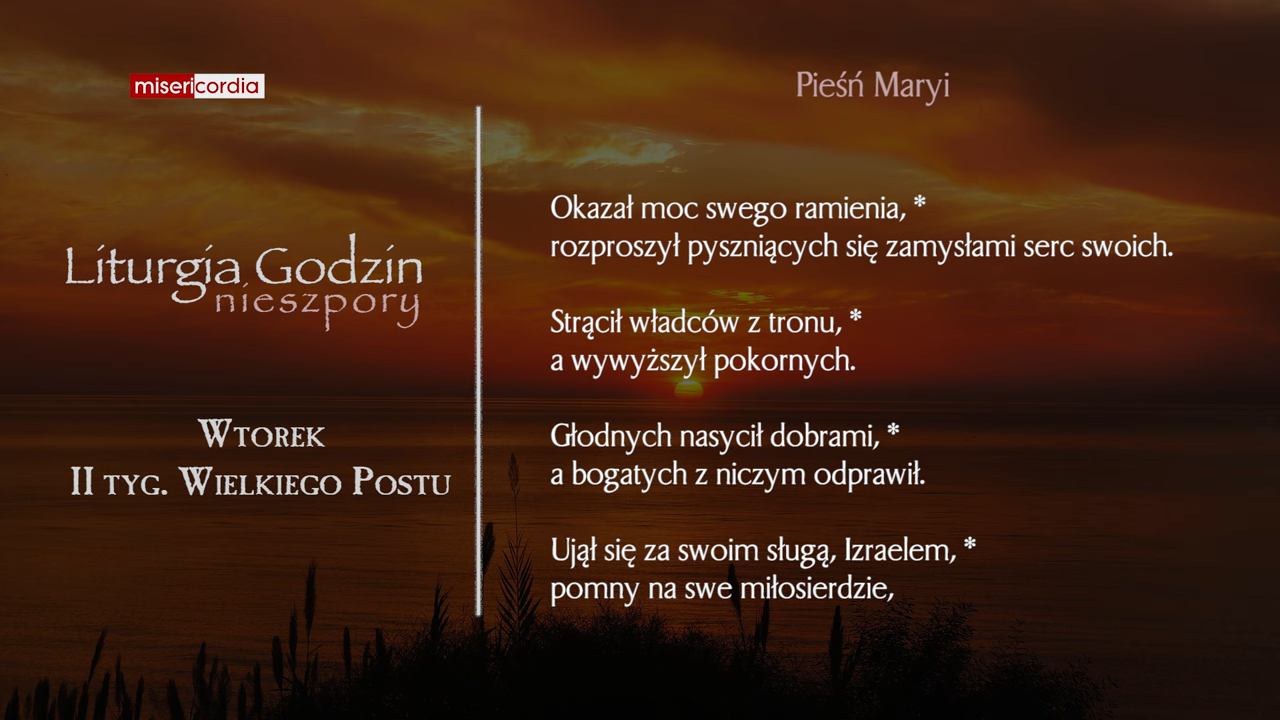 misericordia
Liturgia Godzin
nieszpory
Wtorek
II tyg. Wielkiego Postu
Pieśń Maryi
Okazał moc swego ramienia, *
rozproszył pyszniących się zamysłami serc swoich.
Strącił władców z tronu, *
a wywyższył pokornych.
Głodnych nasycił dobrami, *
a bogatych z niczym odprawił.
Ujął się za swoim sługą, Izraelem, *
pomny na swe miłosierdzie,